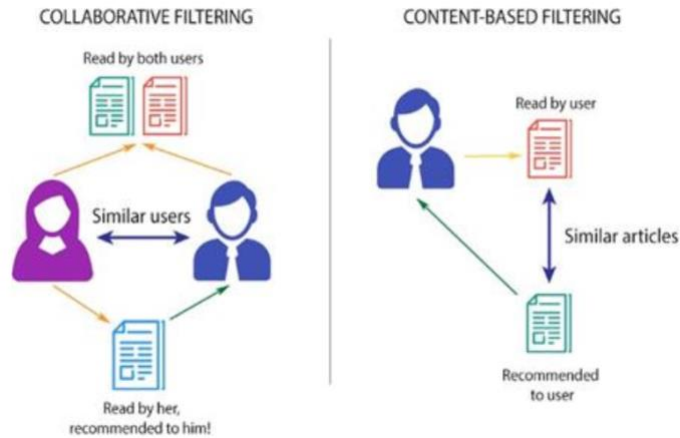 COLLABORATIVE FILTERING
Read by both users
Similar users
Read by her,
recommended to him!
CONTENT-BASED FILTERING
Read by user
Similar articles
Recommended
to user